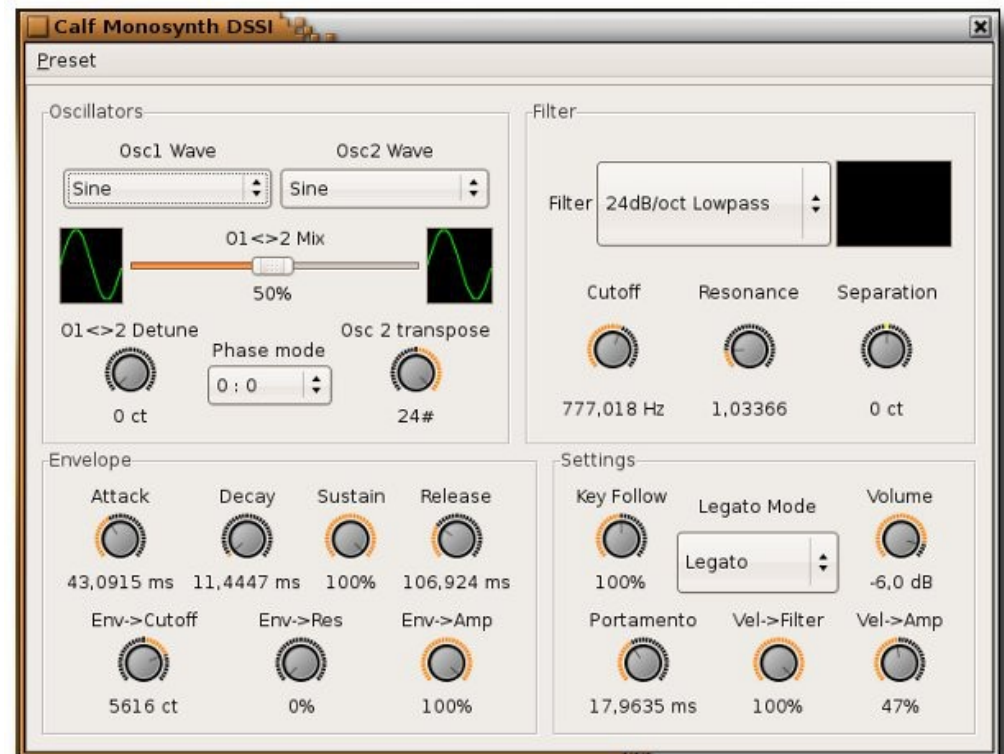 Calf Monosynth DSSI
Preset
Oscillators
Osc1 Wave Osc2 Wave
Sine Sine
O1<>2 Mix
50%
O1<>2 Detune Phase mode Osc 2 transpose
0 : 0
0 ct 24#
Filter
Filter 24dB/oct Lowpass
Cutoff Resonance Separation
777,018 Hz 1,03366 0 ct
Envelope
Attack Decay Sustain Release
43,0915 ms 11,4447 ms 100% 106,924 ms
Env->Cutoff Env->Res Env->Amp
5616 ct 0% 100%
Settings
Key Follow Legato Mode Volume
Legato
100% -6,0 dB
Portamento Vel->Filter Vel->Amp
17,9635 ms 100% 47%